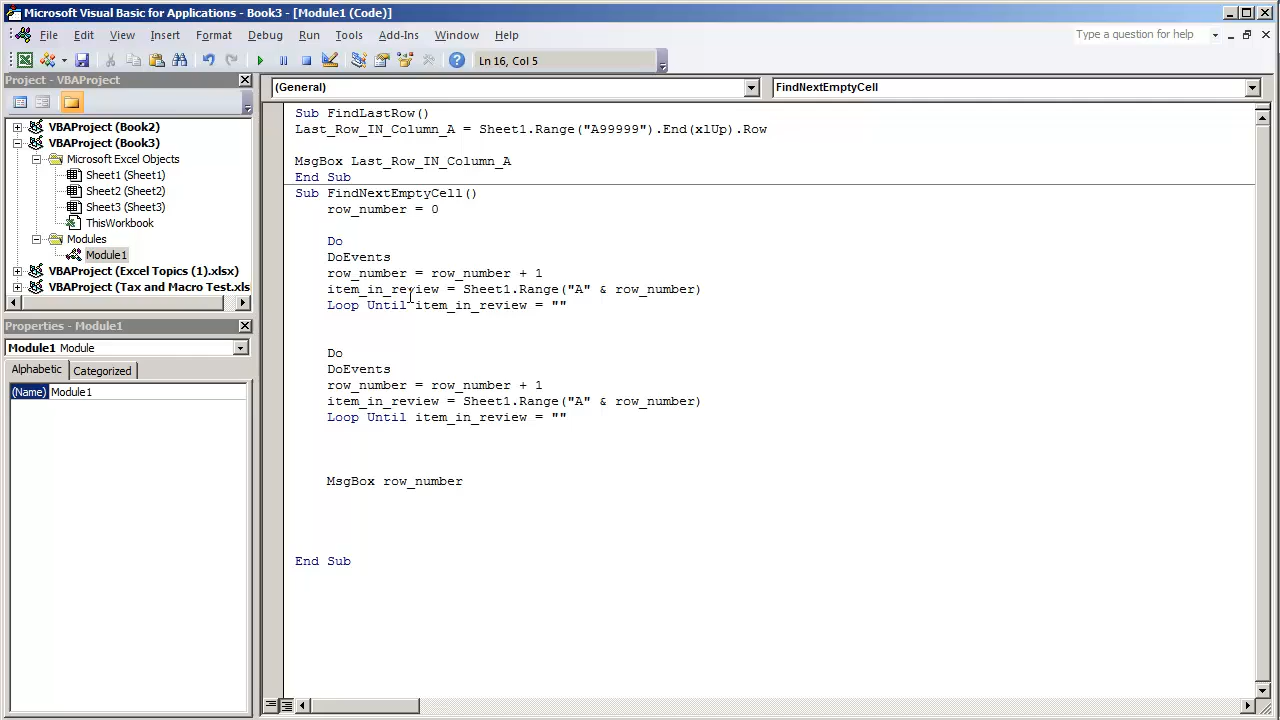 Microsoft Visual Basic for Applications - Book3 - [Module1 (Code)]
File Edit View Insert Format Debug Run Tools Add-Ins Window Help
Type a question for help
Ln 16, Col 5
Project - VBAProject
(General)
FindNextEmptyCell
VBAProject (Book2)
VBAProject (Book3)
Microsoft Excel Objects
Sheet1 (Sheet1)
Sheet2 (Sheet2)
Sheet3 (Sheet3)
ThisWorkbook
Modules
Module1
VBAProject (Excel Topics (1).xlsx)
VBAProject (Tax and Macro Test.xls
Properties - Module1
Module1 Module
Alphabetic Categorized
(Name) Module1
Sub FindLastRow()
Last_Row_IN_Column_A = Sheet1.Range("A99999").End(xlUp).Row
MsgBox Last_Row_IN_Column_A
End Sub
Sub FindNextEmptyCell()
row_number = 0
Do
DoEvents
row_number = row_number + 1
item_in_review = Sheet1.Range("A" & row_number)
Loop Until item_in_review = ""
Do
DoEvents
row_number = row_number + 1
item_in_review = Sheet1.Range("A" & row_number)
Loop Until item_in_review = ""
MsgBox row_number
End Sub